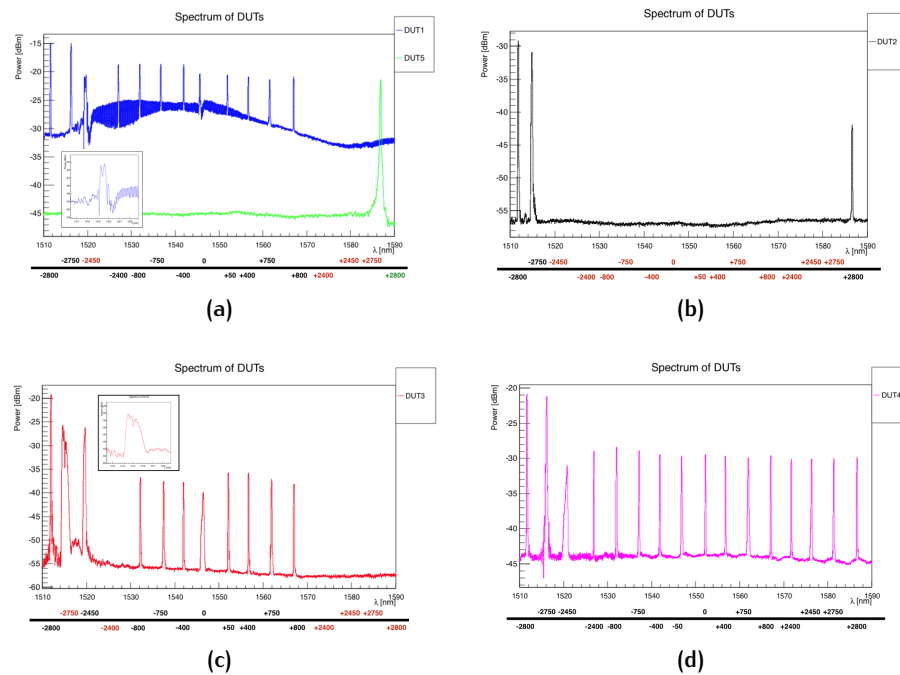 Spectrum of DUTs
Power [dBm]
DUT1
DUT5
-15
-20
-25
-30
-35
-40
-45
1510 1520 1530 1540 1550 1560 1570 1580 1590
λ [nm]
-2750 -2450 -750 0 +750 +2450 +2750
-2800 -2400 -800 -400 +50 +400 +800 +2400 +2800
(a)
Spectrum of DUTs
Power [dBm]
DUT2
-30
-35
-40
-45
-50
-55
1510 1520 1530 1540 1550 1560 1570 1580 1590
λ [nm]
-2750 -2450 -750 0 +750 +2450 +2750
-2800 -2400 -800 -400 +50 +400 +800 +2400 +2800
(b)
Spectrum of DUTs
Power [dBm]
DUT3
-20
-25
-30
-35
-40
-45
-50
-55
-60
1510 1520 1530 1540 1550 1560 1570 1580 1590
λ [nm]
-2750 -2450 -750 0 +750 +2450 +2750
-2800 -2400 -400 +50 +400 +800 +2400 +2800
(c)
Spectrum of DUTs
Power [dBm]
DUT4
-20
-25
-30
-35
-40
-45
1510 1520 1530 1540 1550 1560 1570 1580 1590
λ [nm]
-2750 -2450 -750 0 +750 +2450 +2750
-2800 -2400 -800 -400 -50 +400 +800 +2400 +2800
(d)